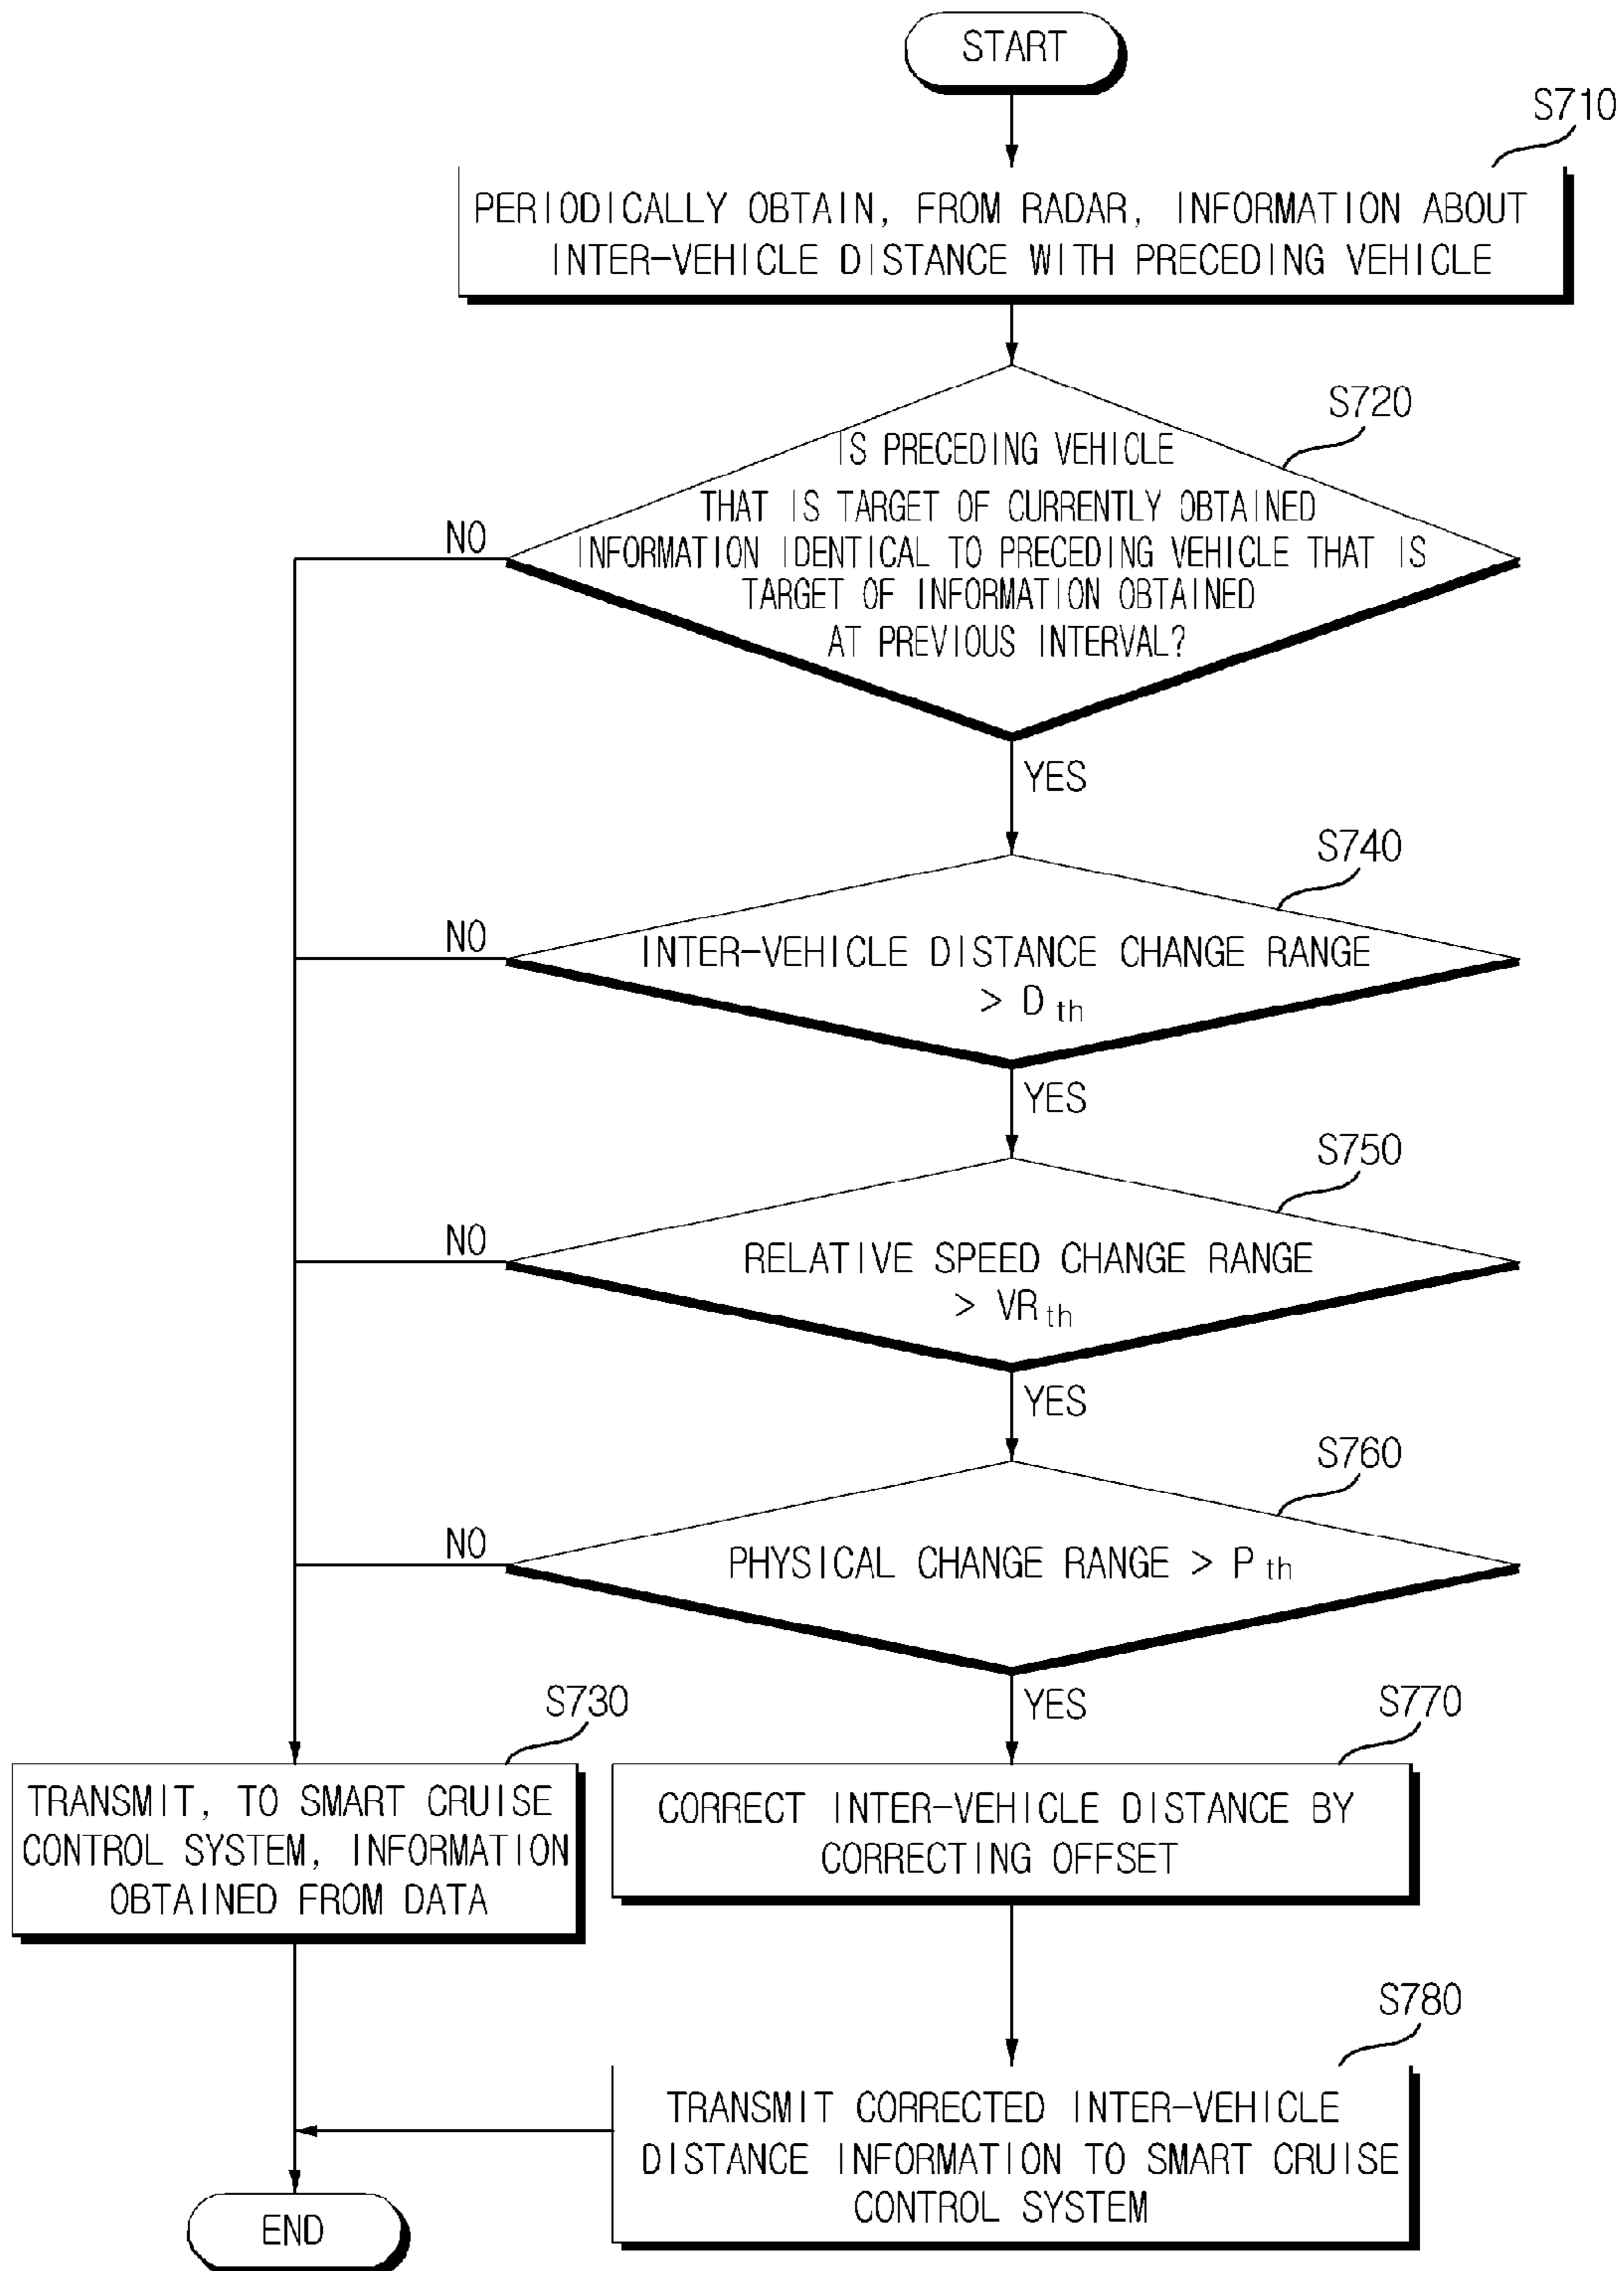 START
S710
PERIODICALLY OBTAIN, FROM RADAR, INFORMATION ABOUT
INTER-VEHICLE DISTANCE WITH PRECEDING VEHICLE
S720
IS PRECEDING VEHICLE
THAT IS TARGET OF CURRENTLY OBTAINED
INFORMATION IDENTICAL TO PRECEDING VEHICLE THAT IS
TARGET OF INFORMATION OBTAINED
AT PREVIOUS INTERVAL?
NO
YES
S740
INTER-VEHICLE DISTANCE CHANGE RANGE
> D th
NO
YES
S750
RELATIVE SPEED CHANGE RANGE
> VR th
NO
YES
S760
PHYSICAL CHANGE RANGE > P th
NO
YES
S730
TRANSMIT, TO SMART CRUISE
CONTROL SYSTEM, INFORMATION
OBTAINED FROM DATA
S770
CORRECT INTER-VEHICLE DISTANCE BY
CORRECTING OFFSET
S780
TRANSMIT CORRECTED INTER-VEHICLE
DISTANCE INFORMATION TO SMART CRUISE
CONTROL SYSTEM
END